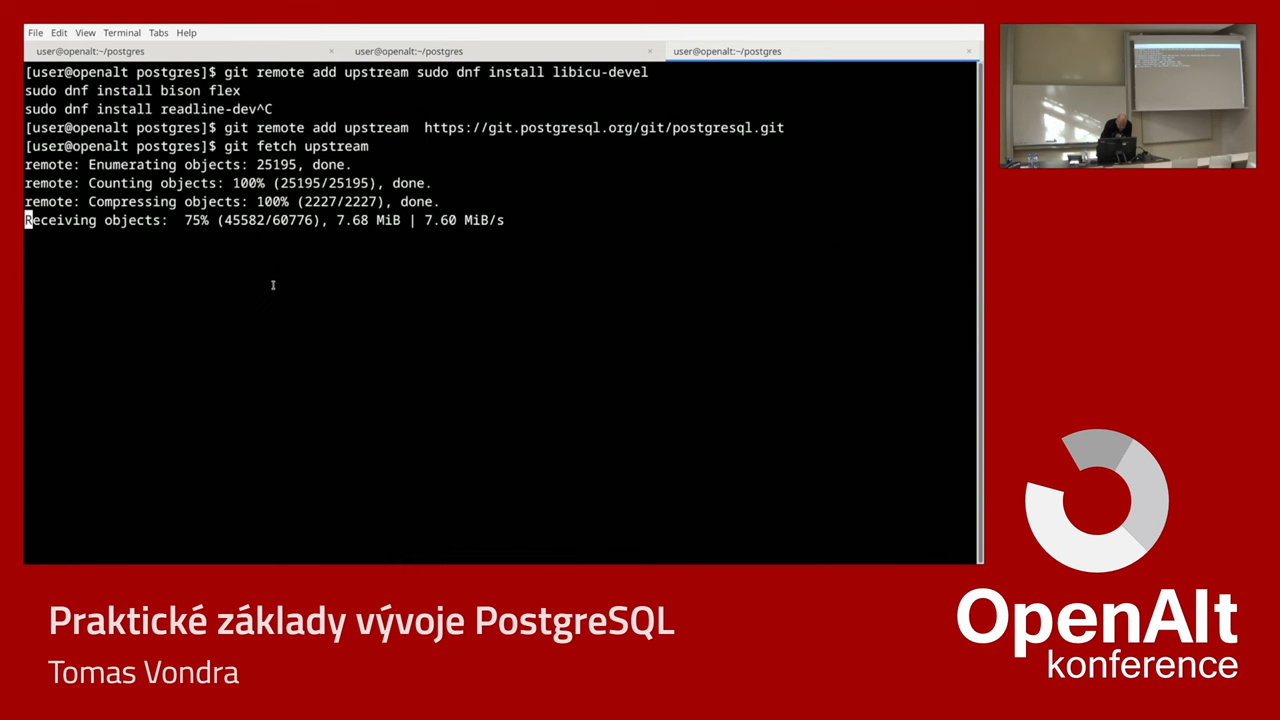 File Edit View Terminal Tabs Help
user@openalt:~/postgres × user@openalt:~/postgres × user@openalt:~/postgres ×
[user@openalt postgres]$ git remote add upstream sudo dnf install libicu-devel
sudo dnf install bison flex
sudo dnf install readline-dev^C
[user@openalt postgres]$ git remote add upstream  https://git.postgresql.org/git/postgresql.git
[user@openalt postgres]$ git fetch upstream
remote: Enumerating objects: 25195, done.
remote: Counting objects: 100% (25195/25195), done.
remote: Compressing objects: 100% (2227/2227), done.
Receiving objects:  75% (45582/60776), 7.68 MiB | 7.60 MiB/s
Praktické základy vývoje PostgreSQL
Tomas Vondra
OpenAlt
konference